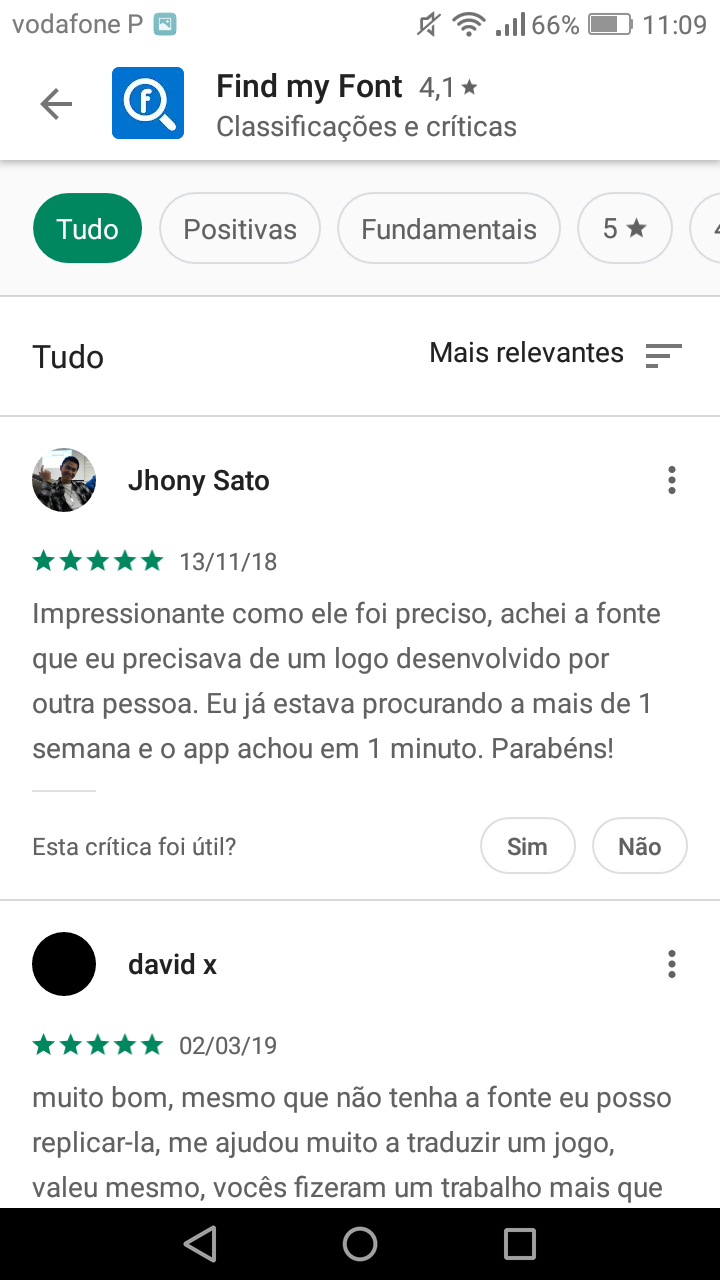 vodafone P 66% 11:09
Find my Font 4,1★
Classificações e críticas
Tudo Positivas Fundamentais 5 ★
Tudo Mais relevantes
Jhony Sato
13/11/18
Impressionante como ele foi preciso, achei a fonte
que eu precisava de um logo desenvolvido por
outra pessoa. Eu já estava procurando a mais de 1
semana e o app achou em 1 minuto. Parabéns!
Esta crítica foi útil? Sim Não
david x
02/03/19
muito bom, mesmo que não tenha a fonte eu posso
replicar-la, me ajudou muito a traduzir um jogo,
valeu mesmo, vocês fizeram um trabalho mais que